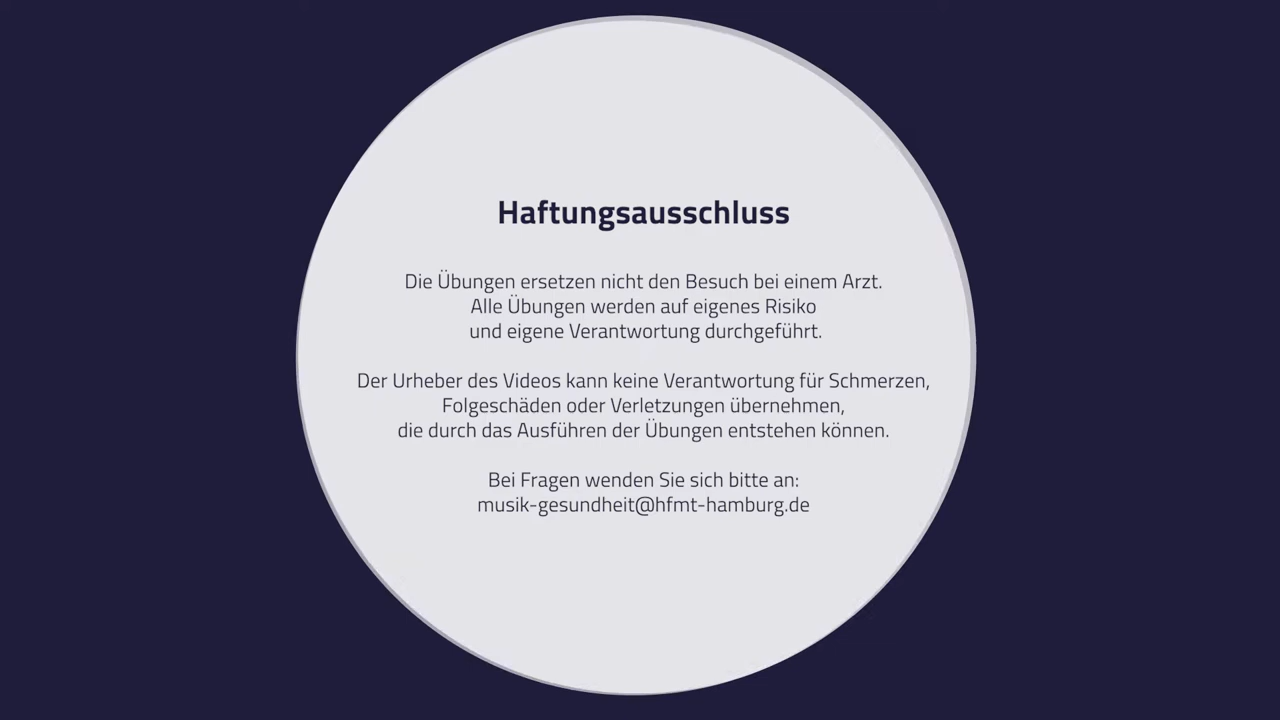 Haftungsausschluss
Die Übungen ersetzen nicht den Besuch bei einem Arzt.
Alle Übungen werden auf eigenes Risiko
und eigene Verantwortung durchgeführt.
Der Urheber des Videos kann keine Verantwortung für Schmerzen,
Folgeschäden oder Verletzungen übernehmen,
die durch das Ausführen der Übungen entstehen können.
Bei Fragen wenden Sie sich bitte an:
musik-gesundheit@hfmt-hamburg.de